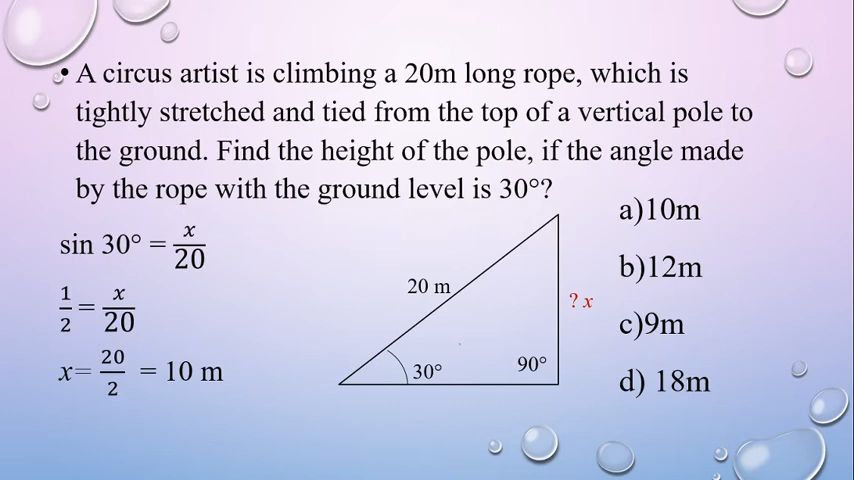 • A circus artist is climbing a 20m long rope, which is
tightly stretched and tied from the top of a vertical pole to
the ground. Find the height of the pole, if the angle made
by the rope with the ground level is 30°?
sin 30° = x/20
1/2 = x/20
x= 20/2 = 10 m
20 m
? x
30°
90°
a)10m
b)12m
c)9m
d) 18m